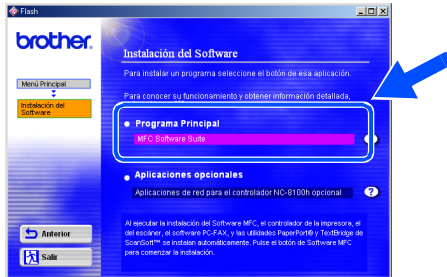 Flash
brother
Instalación del Software
Para instalar un programa seleccione el botón de esa aplicación.
Menú Principal
Para conocer su funcionamiento y obtener información detallada,
Instalación del
Software
Programa Principal
MFC Software Suite
Aplicaciones opcionales
Aplicaciones de red para el controlador NC-8100h opcional
?
Al ejecutar la instalación del Software MFC, el controlador de la impresora, el
del escáner, el software PC-FAX, y las utilidades PaperPort® y TextBridge de
ScanSoft™ se instalan automáticamente. Pulse el botón de Software MFC
para comenzar la instalación.
Anterior
Salir